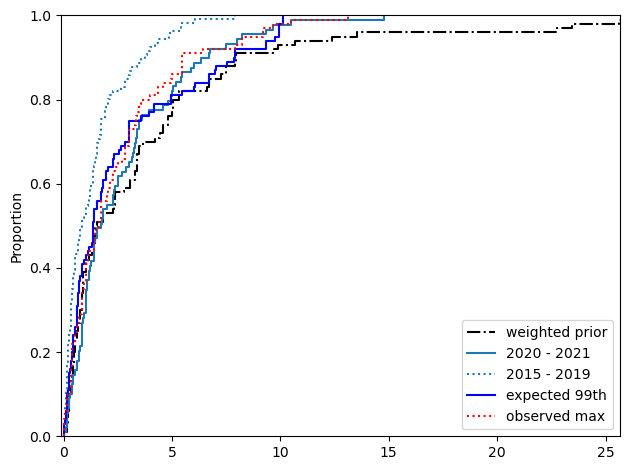 1.0
0.8
0.6
0.4
0.2
0.0
Proportion
weighted prior
2020 - 2021
2015 - 2019
expected 99th
observed max
0 5 10 15 20 25